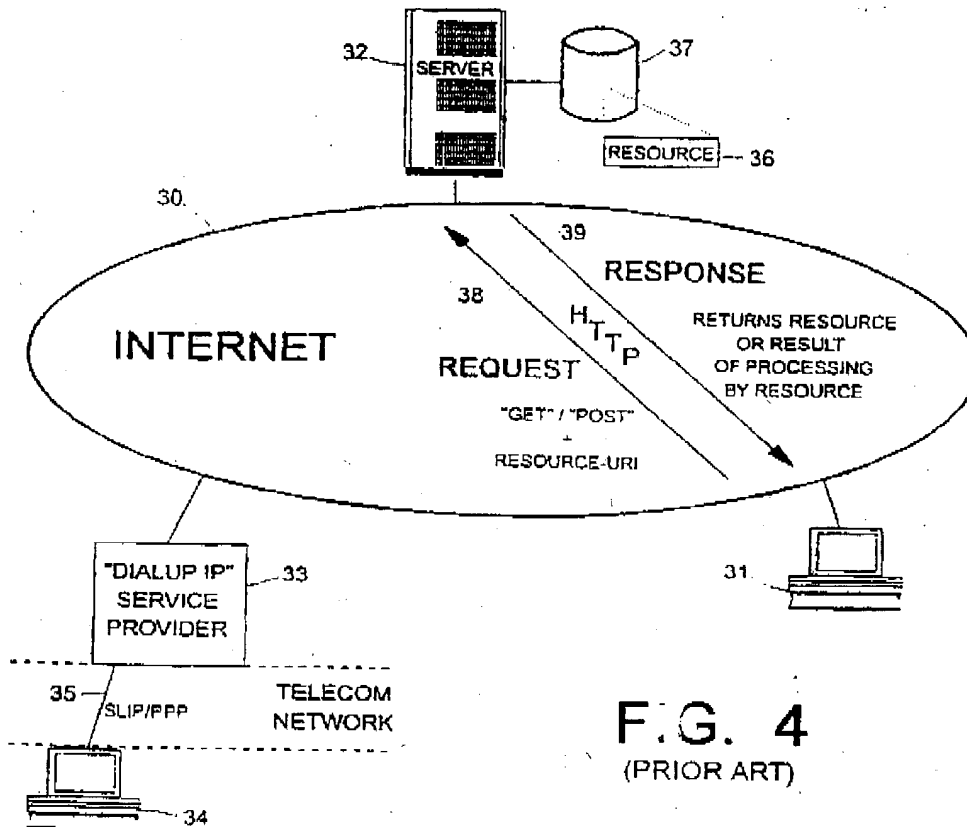 32
SERVER
37
RESOURCE
36
30
39
RESPONSE
38
HTTP
RETURNS RESOURCE
OR RESULT
OF PROCESSING
BY RESOURCE
INTERNET
REQUEST
"GET" / "POST"
+
RESOURCE-URI
"DIALUP IP"
SERVICE
PROVIDER
33
31
35
SLIP/PPP
TELECOM
NETWORK
34
F.G. 4
(PRIOR ART)